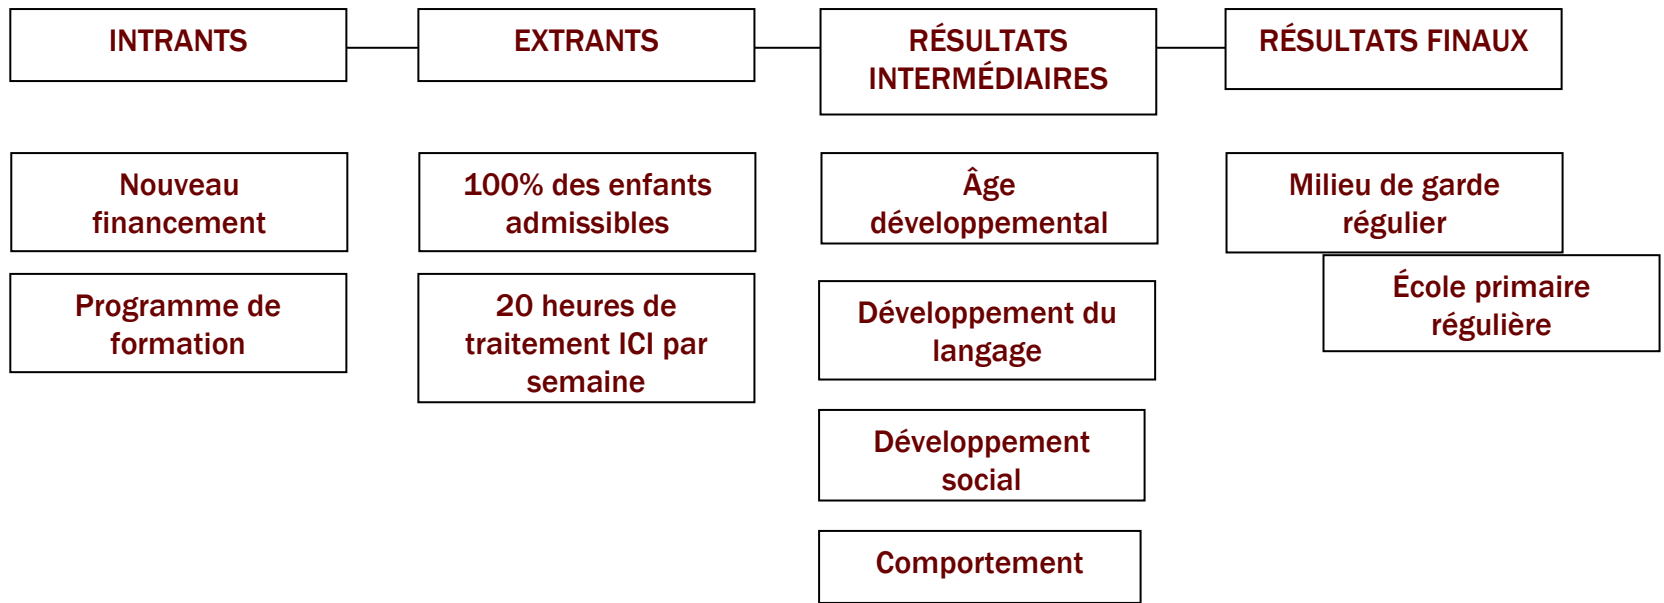 INTRANTS
EXTRANTS
RÉSULTATS
INTERMÉDIAIRES
RÉSULTATS FINAUX
Nouveau
financement
Programme de
formation
100% des enfants
admissibles
20 heures de
traitement ICI par
semaine
Âge
développemental
Développement du
langage
Développement
social
Comportement
Milieu de garde
régulier
École primaire
régulière